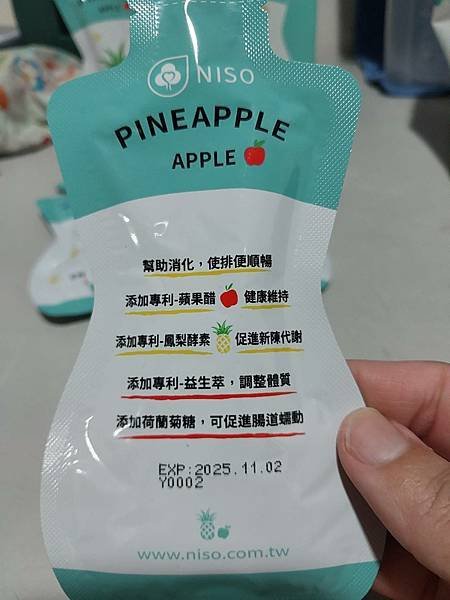 APPLE
NISO
PINEAPPLE
APPLE
幫助消化，使排便順暢
添加專利-蘋果醋 健康維持
添加專利-鳳梨酵素 促進新陳代謝
添加專利-益生萃，調整體質
添加荷蘭菊糖，可促進腸道蠕動
EXP:2025.11.02
Y0002
www.niso.com.tw